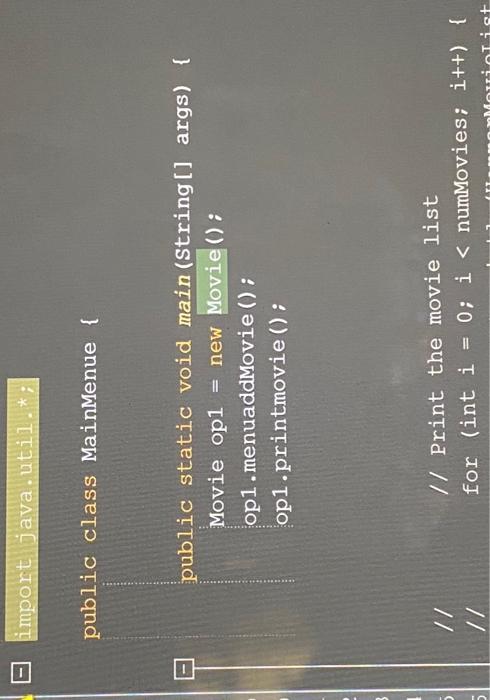 import java.util.*;
public class MainMenue {
public static void main(String[] args) {
Movie op1 = new Movie();
op1.menuaddMovie();
op1.printmovie();
// // Print the movie list
// for (int i = 0; i < numMovies; i++) {